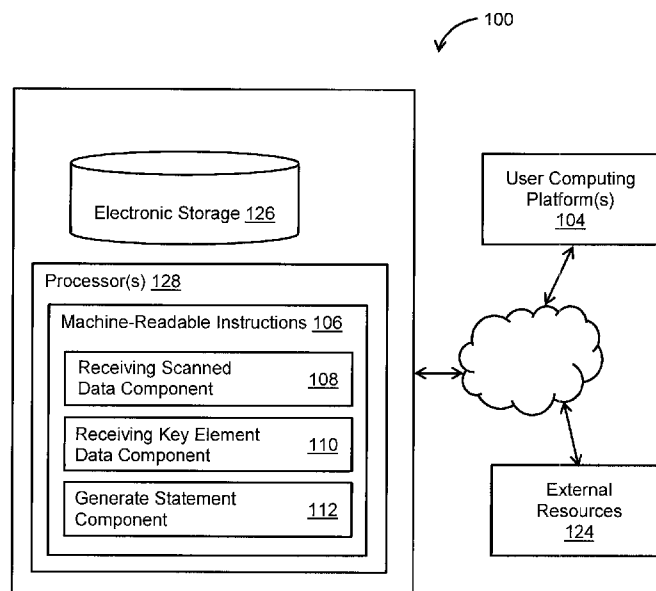 100
Electronic Storage 126
Processor(s) 128
Machine-Readable Instructions 106
Receiving Scanned
Data Component 108
Receiving Key Element
Data Component 110
Generate Statement
Component 112
User Computing
Platform(s)
104
External
Resources
124